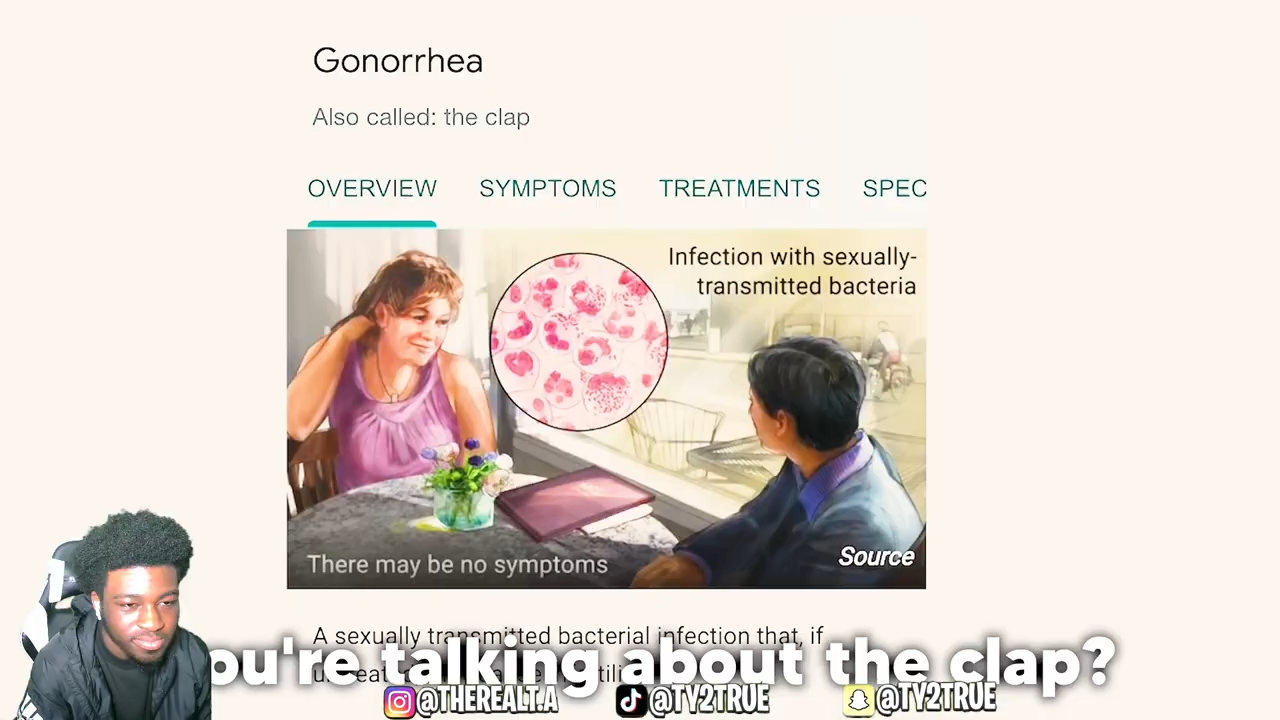 Gonorrhea
Also called: the clap
OVERVIEW SYMPTOMS TREATMENTS SPEC
Infection with sexually-
transmitted bacteria
There may be no symptoms
Source
A sexually transmitted bacterial infection that, if
ou're talking about the clap?
@THEREALT.A @TY2TRUE @TY2TRUE